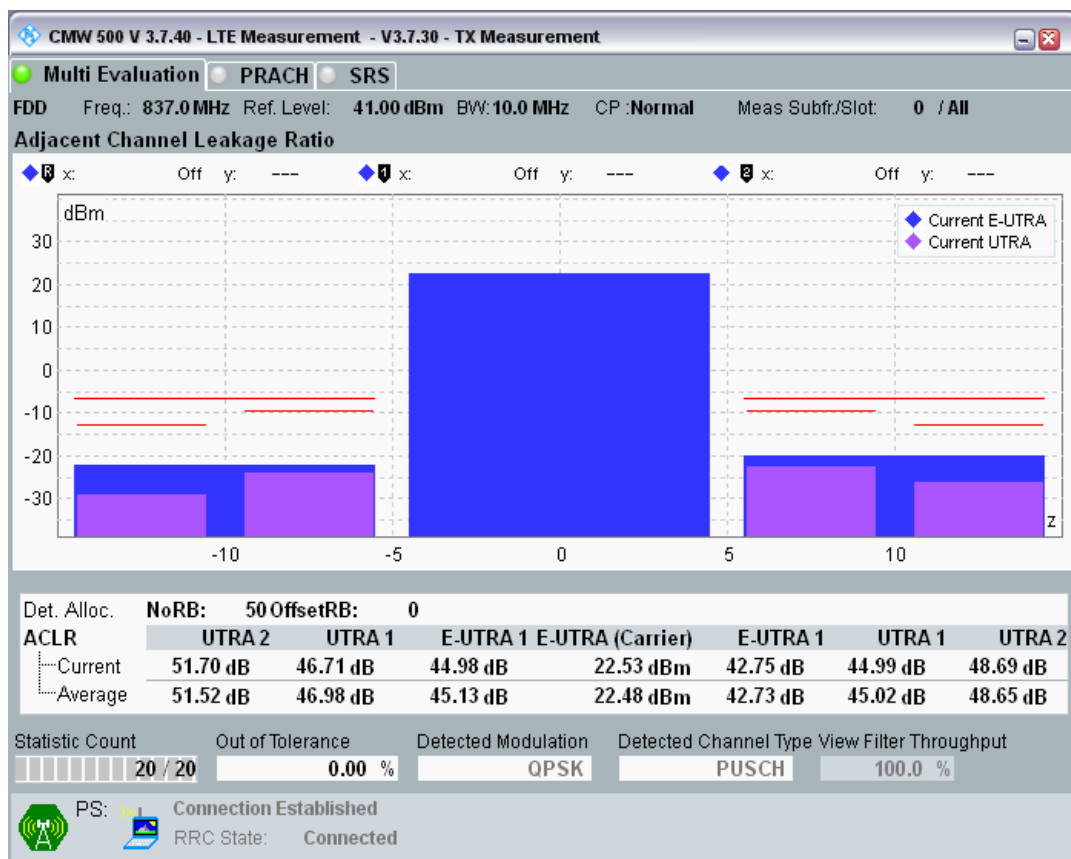 CMW 500 V 3.7.40 - LTE Measurement - V3.7.30 - TX Measurement
Multi Evaluation PRACH SRS
FDD Freq.: 837.0 MHz Ref. Level: 41.00 dBm BW: 10.0 MHz CP :Normal Meas Subfr./Slot: 0 / All
Adjacent Channel Leakage Ratio
R x: Off y: --- 1 x: Off y: --- 2 x: Off y: ---
dBm
Current E-UTRA
Current UTRA
30
20
10
0
-10
-20
-30
z
-10 -5 0 5 10
Det. Alloc. NoRB: 50 OffsetRB: 0
ACLR UTRA 2 UTRA 1 E-UTRA 1 E-UTRA (Carrier) E-UTRA 1 UTRA 1 UTRA 2
Current 51.70 dB 46.71 dB 44.98 dB 22.53 dBm 42.75 dB 44.99 dB 48.69 dB
Average 51.52 dB 46.98 dB 45.13 dB 22.48 dBm 42.73 dB 45.02 dB 48.65 dB
Statistic Count Out of Tolerance Detected Modulation Detected Channel Type View Filter Throughput
20 / 20 0.00 % QPSK PUSCH 100.0 %
PS: Connection Established
RRC State: Connected